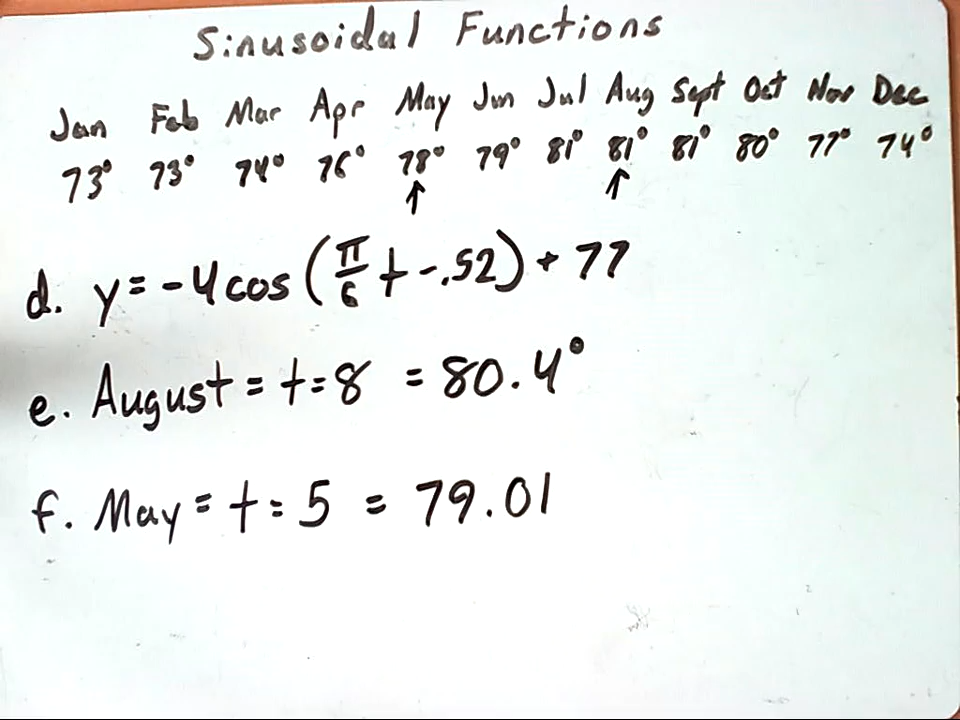 Sinusoidal Functions
Jan Feb Mar Apr May Jun Jul Aug Sept Oct Nov Dec
73° 73° 74° 76° 78° 79° 81° 81° 81° 80° 77° 74°
↑ ↑
d. y = -4cos(π/6 t - .52) + 77
e. August = t = 8 = 80.4°
f. May = t = 5 = 79.01